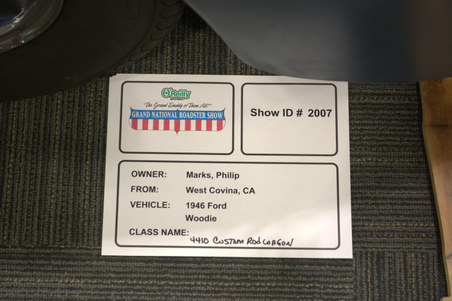 O'Reilly
"The Grand Daddy of Them All!"
GRAND NATIONAL ROADSTER SHOW
Show ID # 2007
OWNER: Marks, Philip
FROM: West Covina, CA
VEHICLE: 1946 Ford
Woodie
CLASS NAME:
4410 CUSTOM ROD WAGON